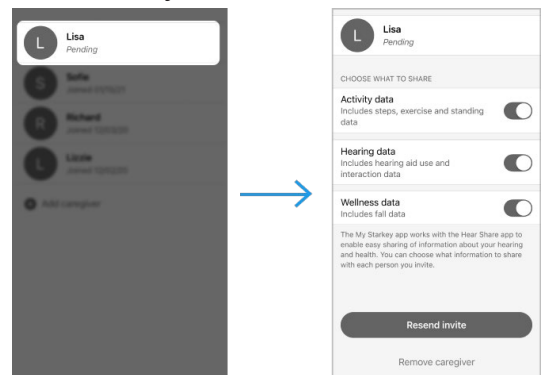 L
Lisa
Pending
S
Sofie
R
Richard
L
Lizzie
Add caregiver
L
Lisa
Pending
CHOOSE WHAT TO SHARE
Activity data
Includes steps, exercise and standing
data
Hearing data
Includes hearing aid use and
interaction data
Wellness data
Includes fall data
The My Starkey app works with the Hear Share app to
enable easy sharing of information about your hearing
and health. You can choose what information to share
with each person you invite.
Resend invite
Remove caregiver